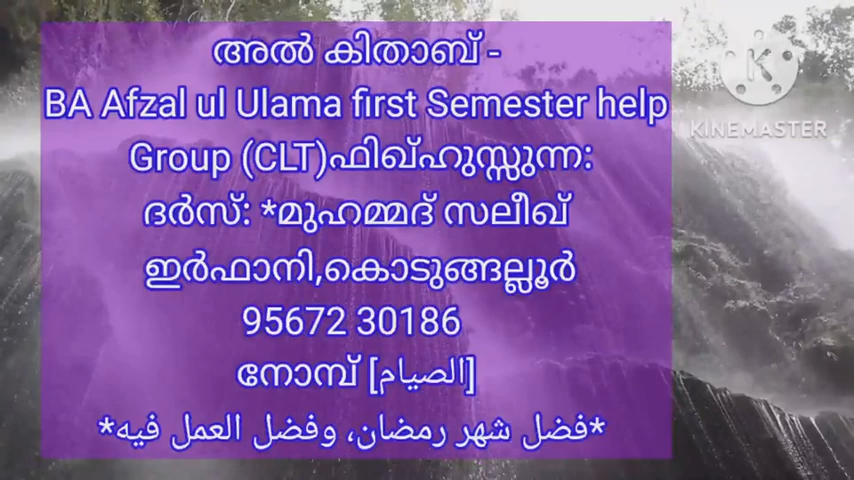 അൽ കിതാബ് -
BA Afzal ul Ulama first Semester help
Group (CLT)ഫിഖ്ഹുസ്സുന്ന:
ദർസ്: *മുഹമ്മദ് സലീഖ്
ഇർഫാനി,കൊടുങ്ങല്ലൂർ
95672 30186
നോമ്പ് [الصيام]
*فضل شهر رمضان، وفضل العمل فيه*
KINEMASTER